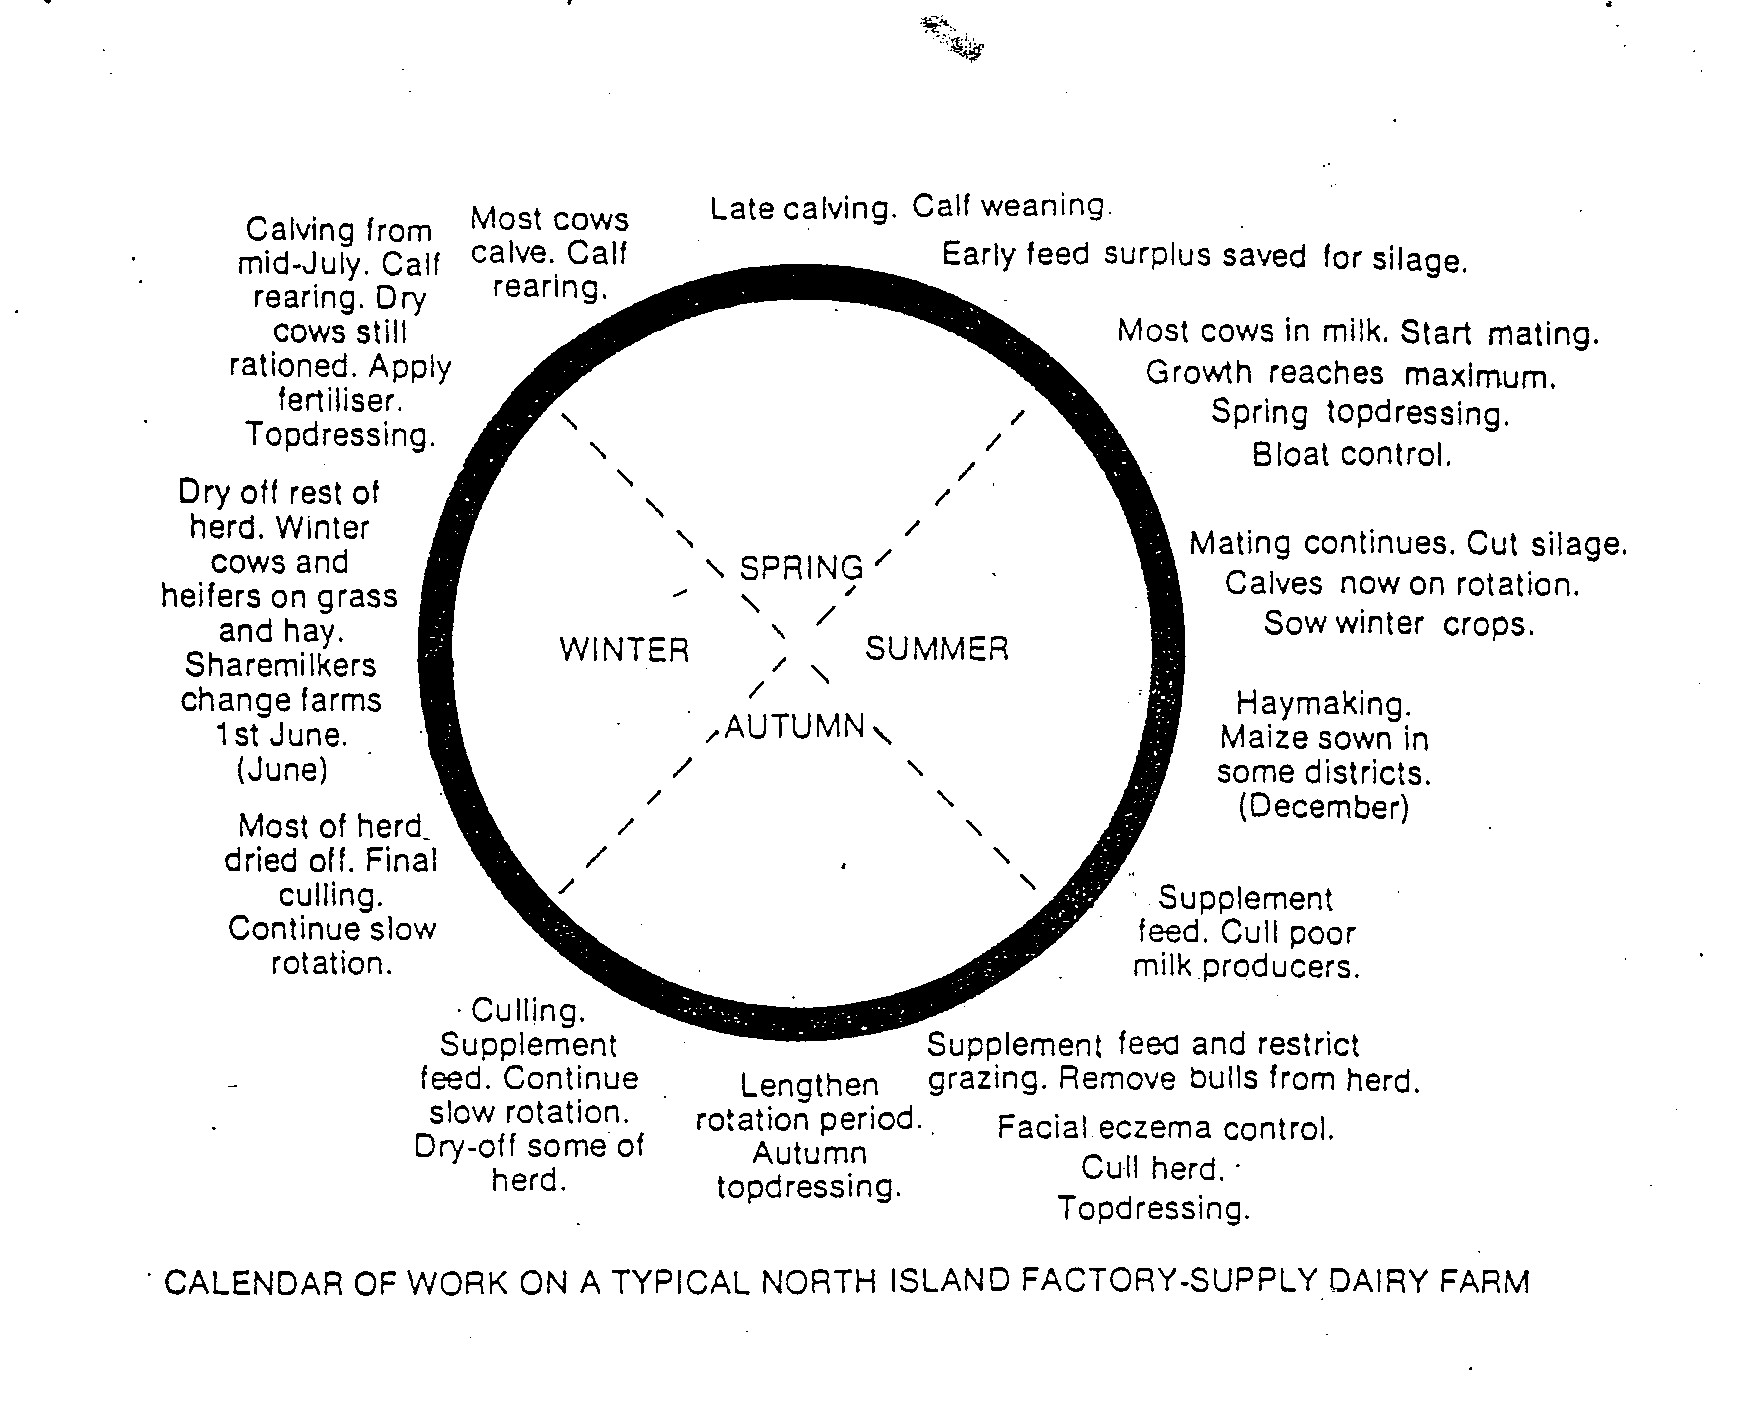 Late calving. Calf weaning.
Early feed surplus saved for silage.
Most cows in milk. Start mating.
Growth reaches maximum.
Spring topdressing.
Bloat control.
Mating continues. Cut silage.
Calves now on rotation.
Sow winter crops.
Haymaking.
Maize sown in
some districts.
(December)
Supplement
feed. Cull poor
milk producers.
Supplement feed and restrict
grazing. Remove bulls from herd.
Facial eczema control.
Cull herd.
Topdressing.
Lengthen
rotation period.
Autumn
topdressing.
Culling.
Supplement
feed. Continue
slow rotation.
Dry-off some of
herd.
Most of herd
dried off. Final
culling.
Continue slow
rotation.
Dry off rest of
herd. Winter
cows and
heifers on grass
and hay.
Sharemilkers
change farms
1st June.
(June)
Calving from
mid-July. Calf
rearing. Dry
cows still
rationed. Apply
fertiliser.
Topdressing.
Most cows
calve. Calf
rearing.
SPRING
WINTER
SUMMER
AUTUMN
CALENDAR OF WORK ON A TYPICAL NORTH ISLAND FACTORY-SUPPLY DAIRY FARM